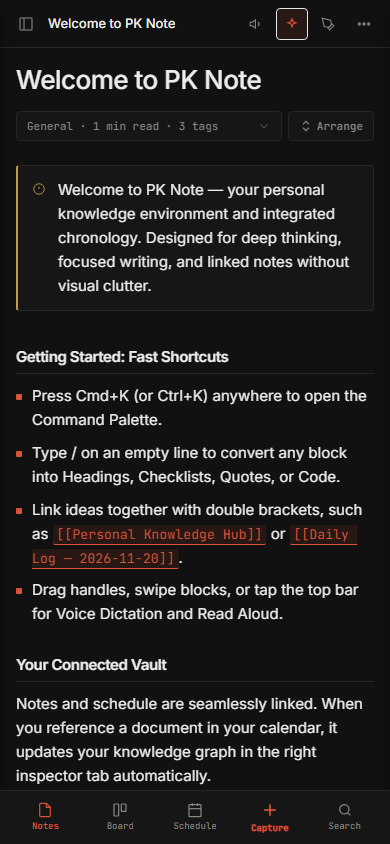 Welcome to PK Note
Welcome to PK Note
General · 1 min read · 3 tags
Arrange
Welcome to PK Note — your personal
knowledge environment and integrated
chronology. Designed for deep thinking,
focused writing, and linked notes without
visual clutter.
Getting Started: Fast Shortcuts
Press Cmd+K (or Ctrl+K) anywhere to open the
Command Palette.
Type / on an empty line to convert any block
into Headings, Checklists, Quotes, or Code.
Link ideas together with double brackets, such
as [[Personal Knowledge Hub]] or [[Daily
Log — 2026-11-20]].
Drag handles, swipe blocks, or tap the top bar
for Voice Dictation and Read Aloud.
Your Connected Vault
Notes and schedule are seamlessly linked. When
you reference a document in your calendar, it
updates your knowledge graph in the right
inspector tab automatically.
Notes Board Schedule Capture Search